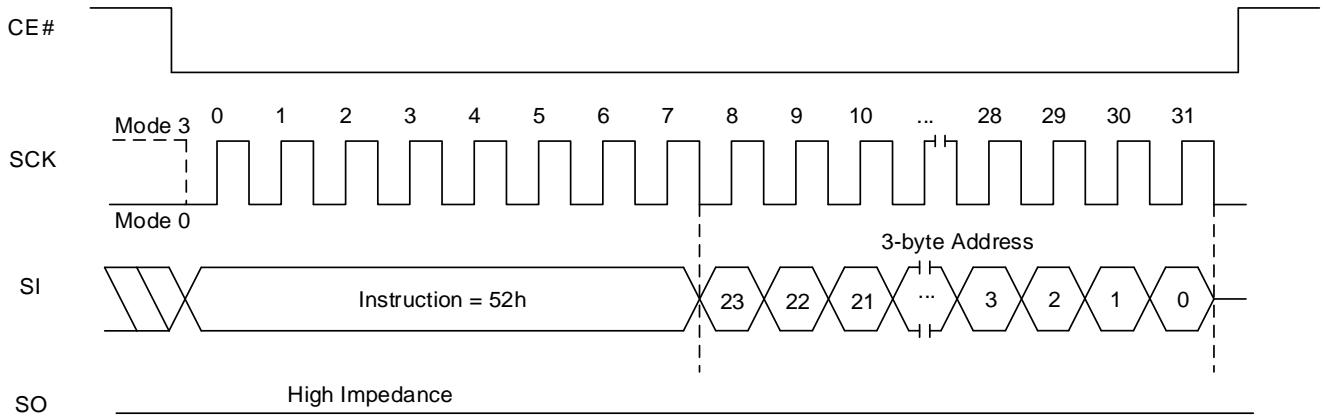 CE#
0 1 2 3 4 5 6 7 8 9 10 ... 28 29 30 31
Mode 3
SCK
Mode 0
3-byte Address
SI
Instruction = 52h
23 22 21 ... 3 2 1 0
High Impedance
SO